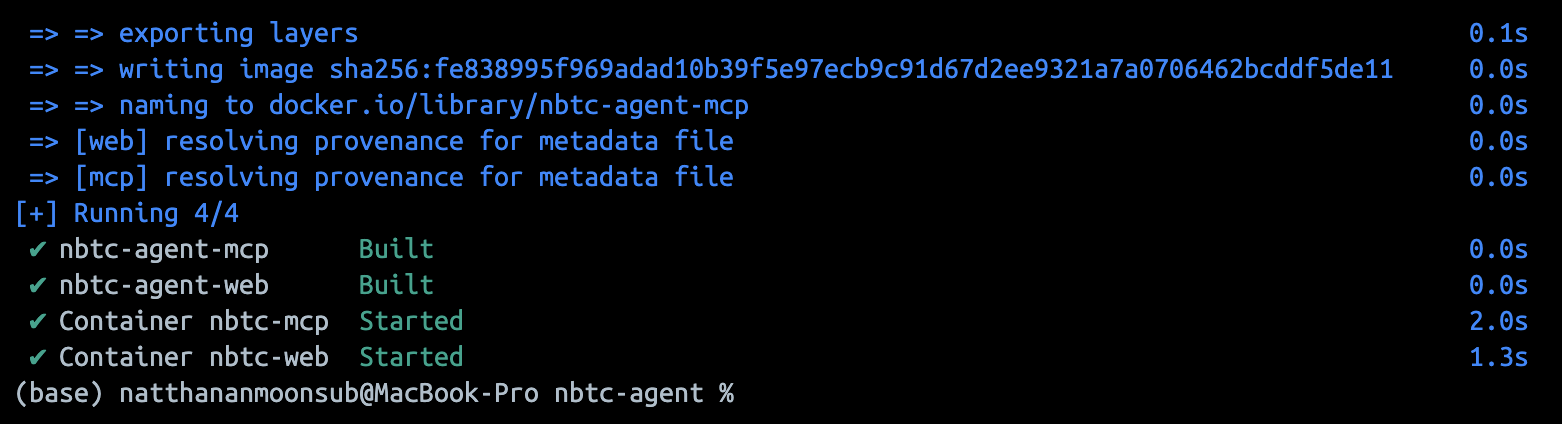 => => exporting layers 0.1s
=> => writing image sha256:fe838995f969adad10b39f5e97ecb9c91d67d2ee9321a7a0706462bcddf5de11 0.0s
=> => naming to docker.io/library/nbtc-agent-mcp 0.0s
=> [web] resolving provenance for metadata file 0.0s
=> [mcp] resolving provenance for metadata file 0.0s
[+] Running 4/4
✔ nbtc-agent-mcp Built 0.0s
✔ nbtc-agent-web Built 0.0s
✔ Container nbtc-mcp Started 2.0s
✔ Container nbtc-web Started 1.3s
(base) natthananmoonsub@MacBook-Pro nbtc-agent %